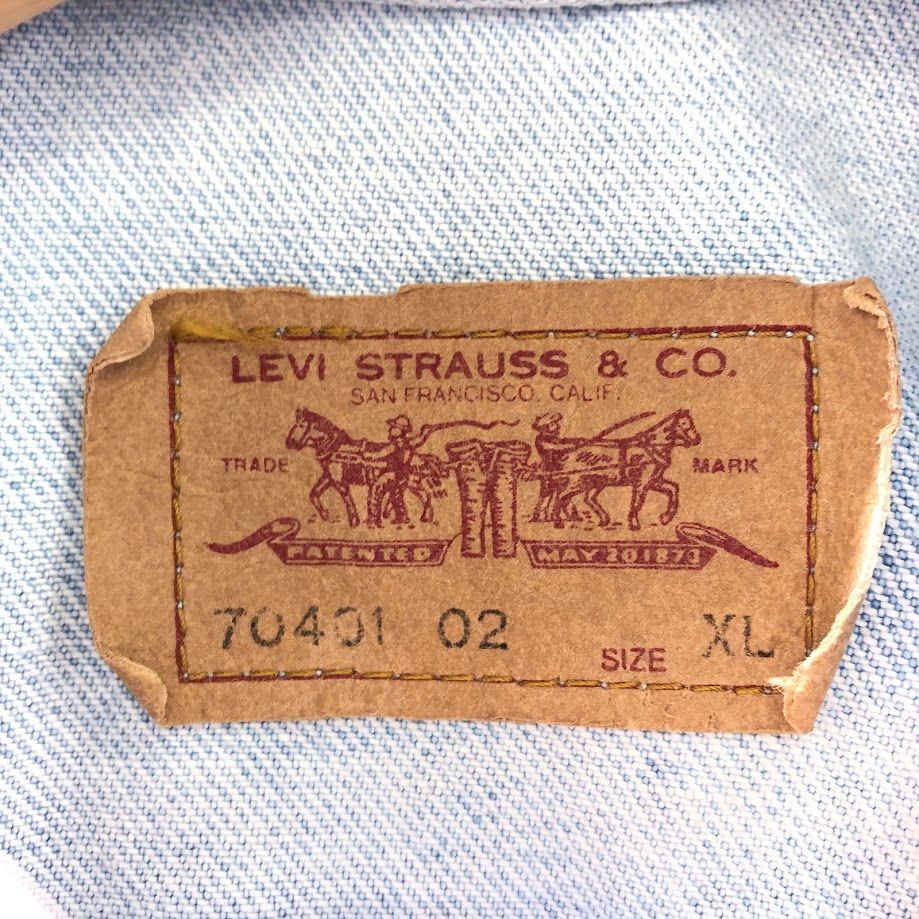 LEVI STRAUSS & CO.
SAN FRANCISCO, CALIF.
TRADE MARK
PATENTED MAY 20 1873
70401 02
SIZE XL